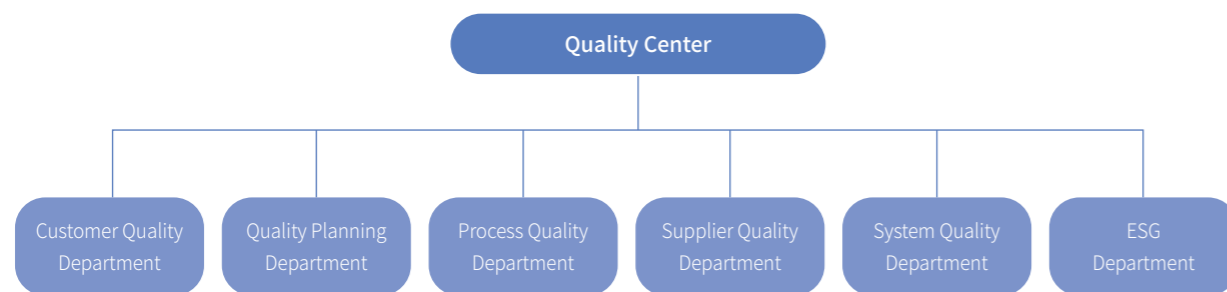 Quality Center
Customer Quality
Department
Quality Planning
Department
Process Quality
Department
Supplier Quality
Department
System Quality
Department
ESG
Department